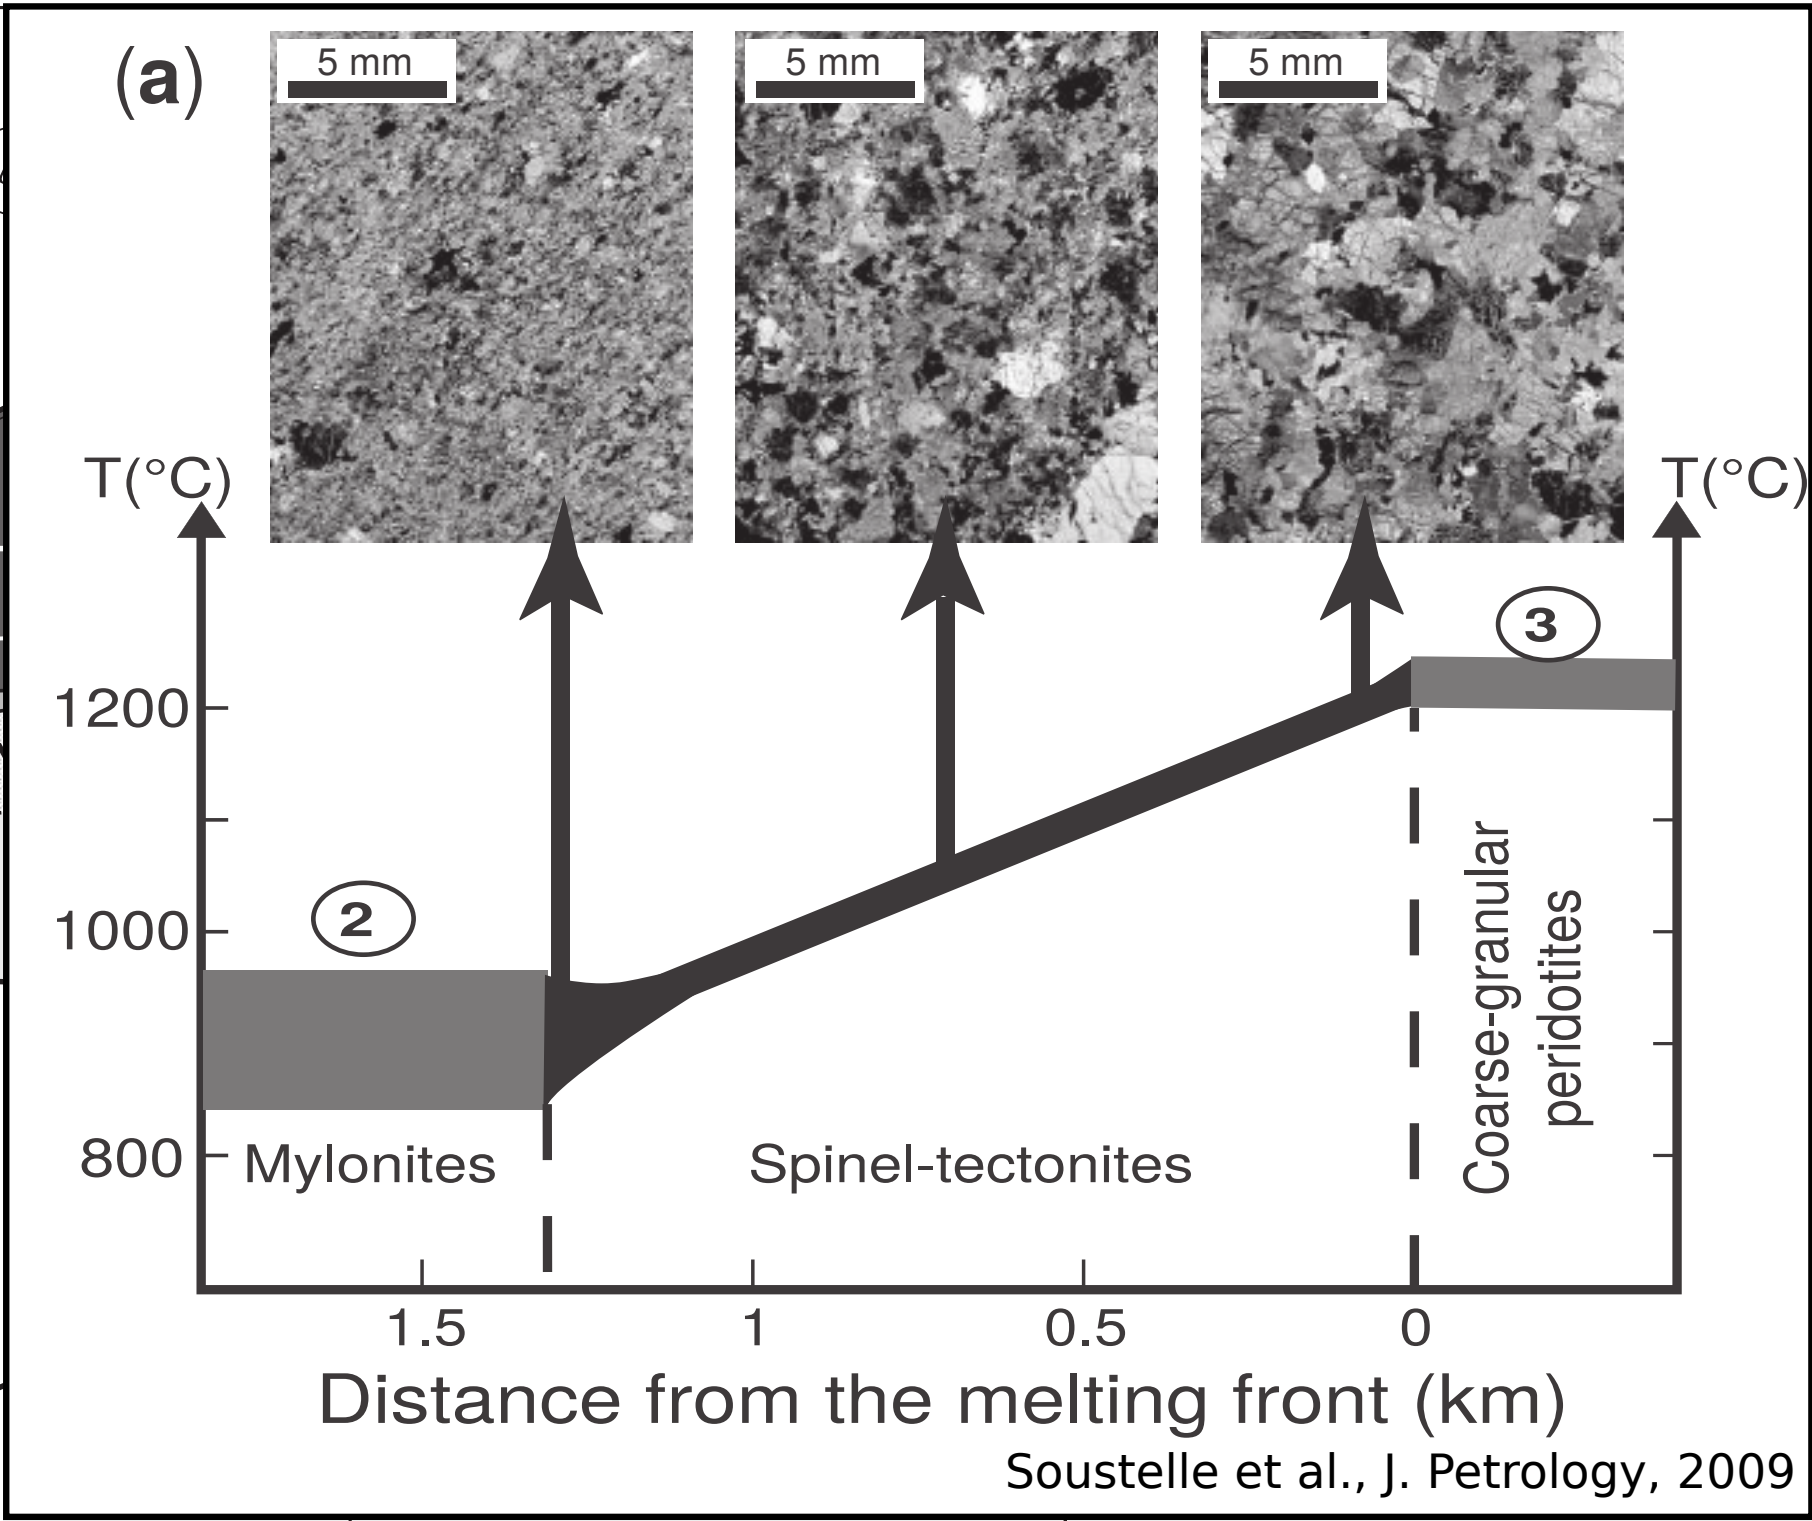 (a)
5 mm
5 mm
5 mm
T(°C)
T(°C)
3
1200
2
1000
800
Mylonites
Spinel-tectonites
Coarse-granular
peridotites
1.5
1
0.5
0
Distance from the melting front (km)
Soustelle et al., J. Petrology, 2009